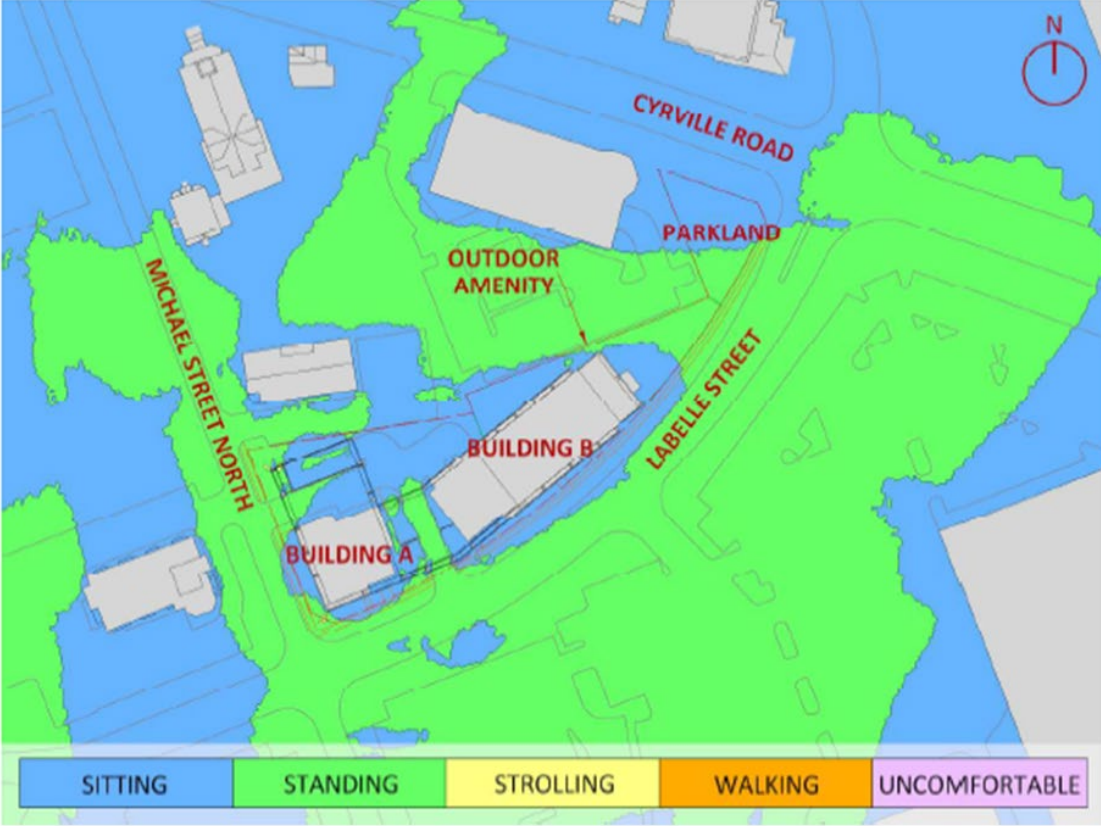 N
CYRVILLE ROAD
PARKLAND
OUTDOOR
AMENITY
MICHAEL STREET NORTH
LABELLE STREET
BUILDING B
BUILDING A
SITTING
STANDING
STROLLING
WALKING
UNCOMFORTABLE